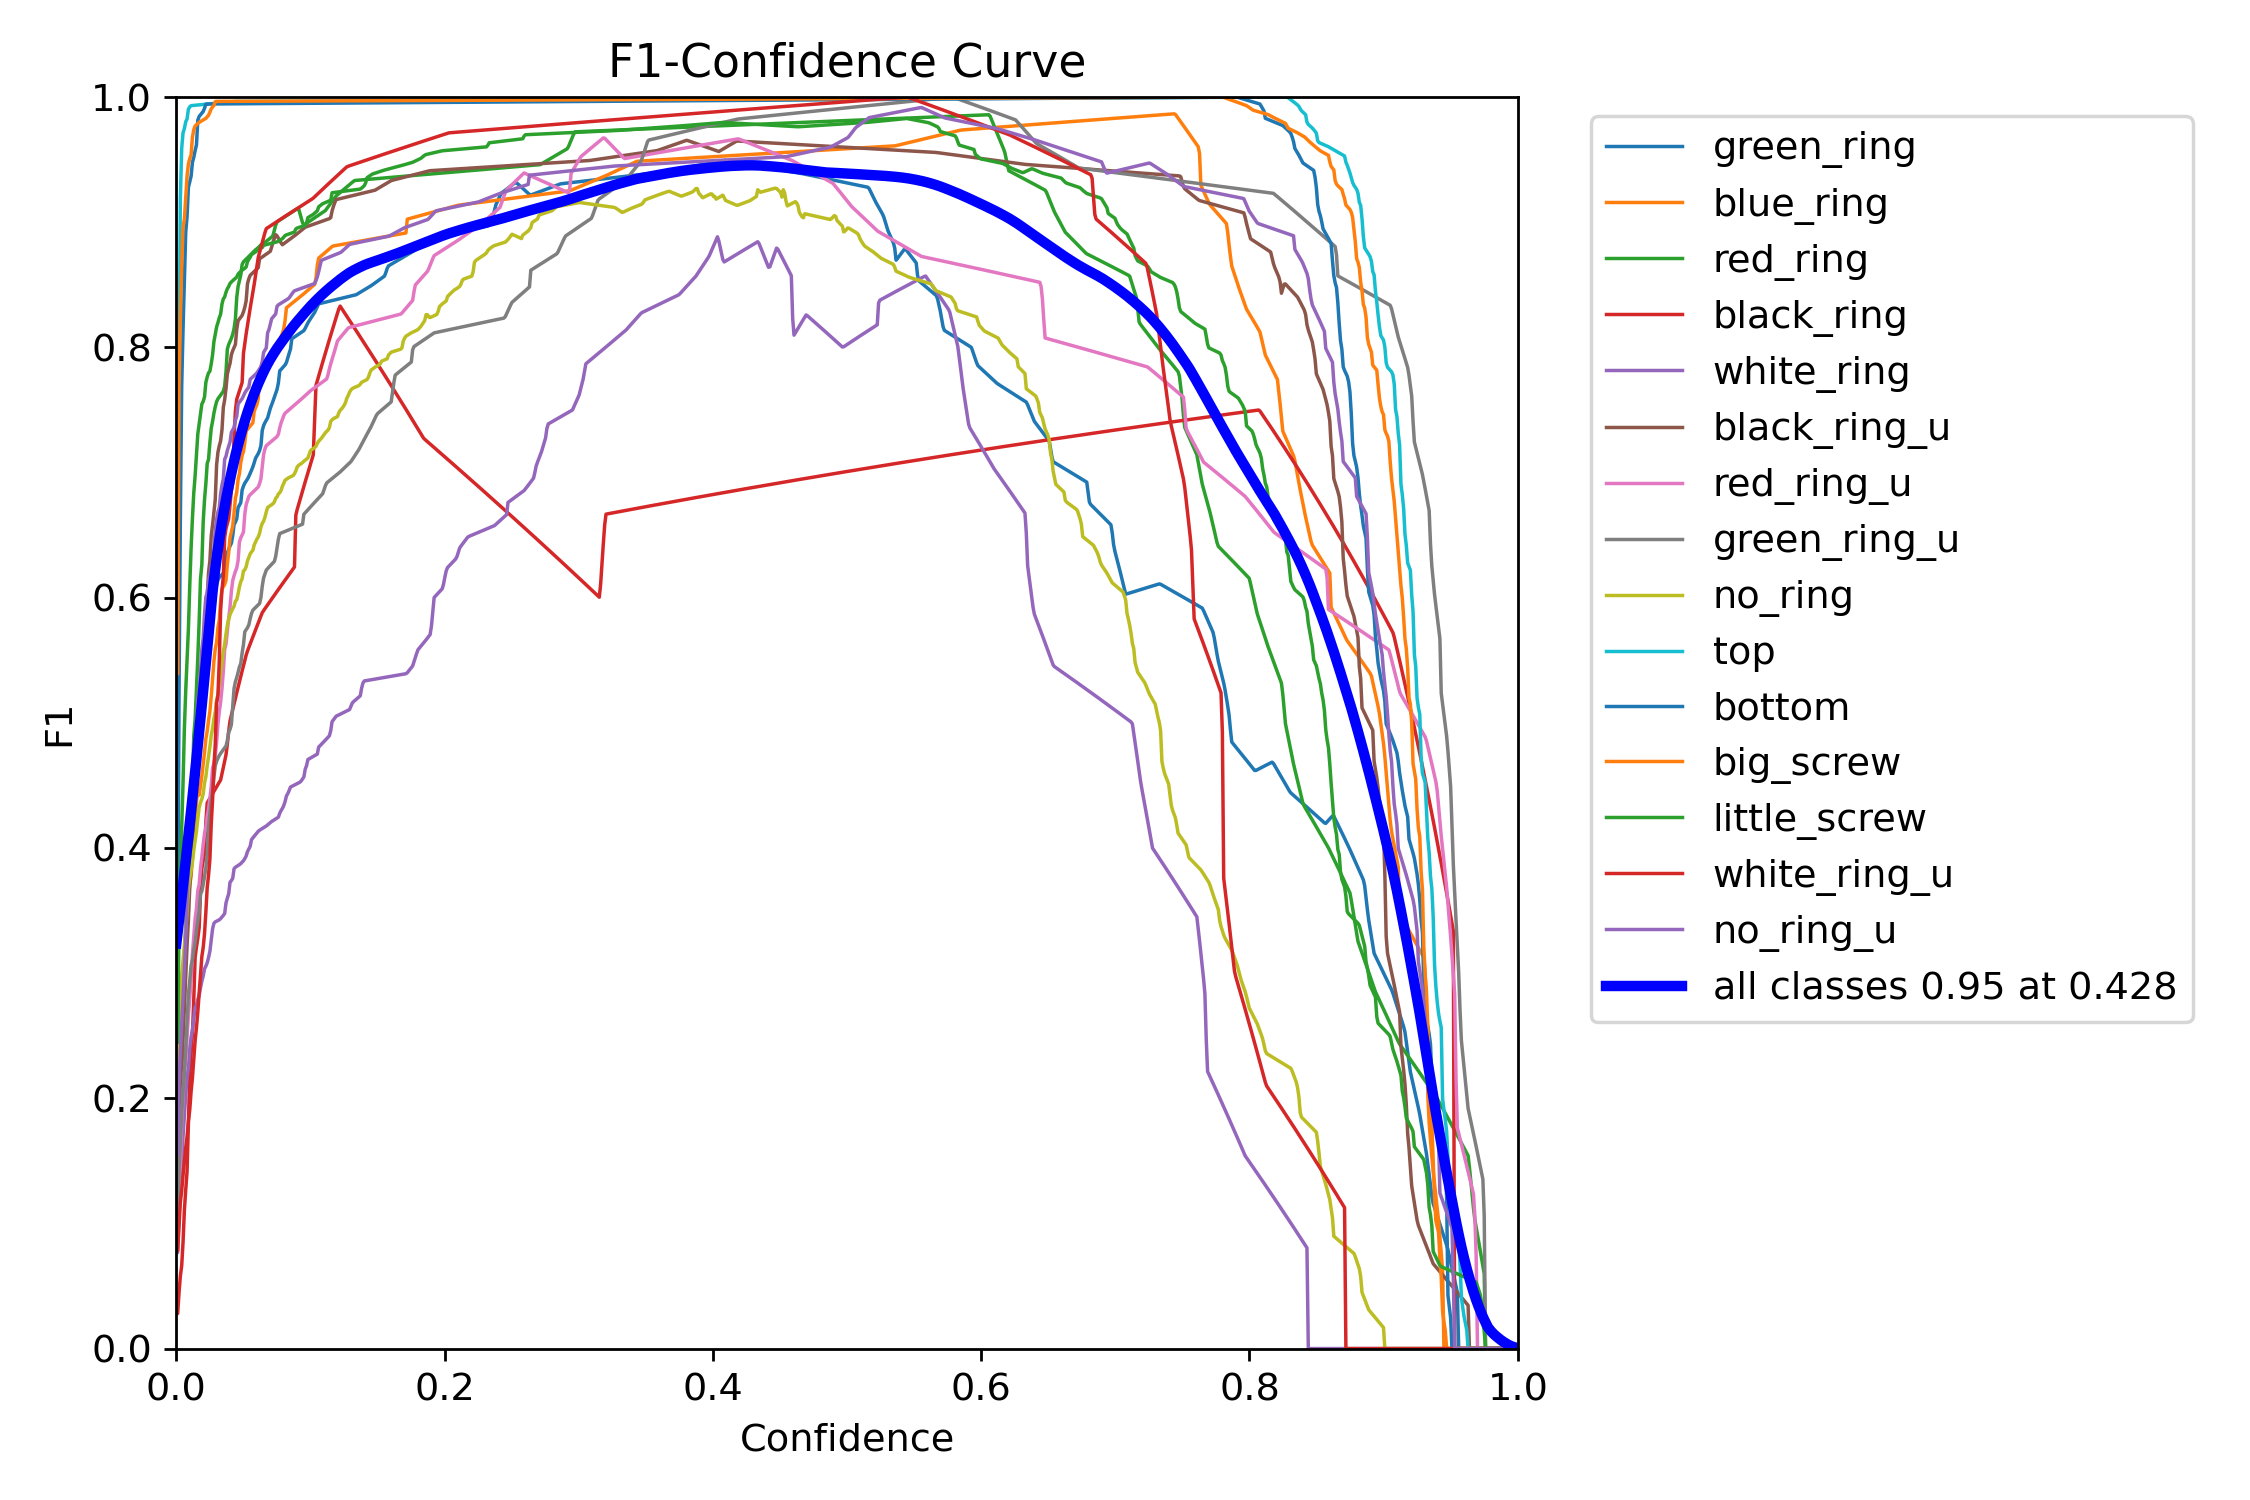 F1-Confidence Curve
1.0
0.8
0.6
0.4
0.2
0.0
F1
0.0 0.2 0.4 0.6 0.8 1.0
Confidence
green_ring
blue_ring
red_ring
black_ring
white_ring
black_ring_u
red_ring_u
green_ring_u
no_ring
top
bottom
big_screw
little_screw
white_ring_u
no_ring_u
all classes 0.95 at 0.428